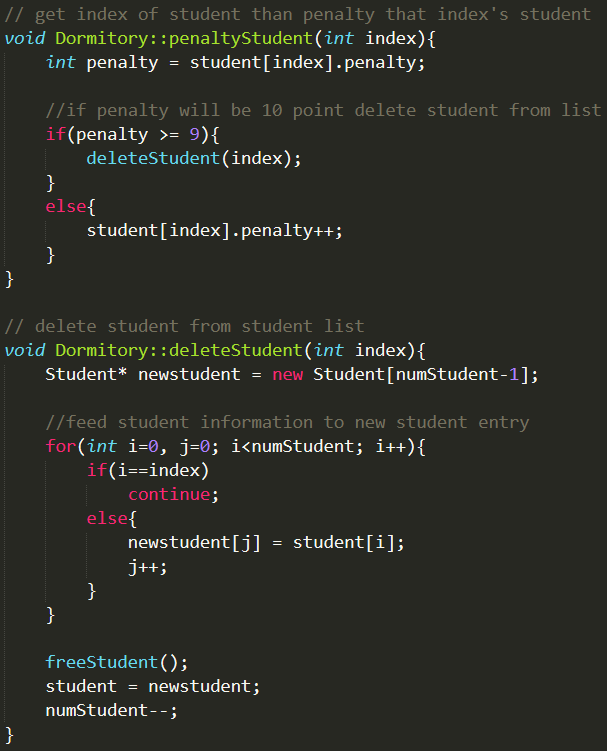 // get index of student than penalty that index's student
void Dormitory::penaltyStudent(int index){
    int penalty = student[index].penalty;

    //if penalty will be 10 point delete student from list
    if(penalty >= 9){
        deleteStudent(index);
    }
    else{
        student[index].penalty++;
    }
}

// delete student from student list
void Dormitory::deleteStudent(int index){
    Student* newstudent = new Student[numStudent-1];

    //feed student information to new student entry
    for(int i=0, j=0; i<numStudent; i++){
        if(i==index)
            continue;
        else{
            newstudent[j] = student[i];
            j++;
        }
    }

    freeStudent();
    student = newstudent;
    numStudent--;
}